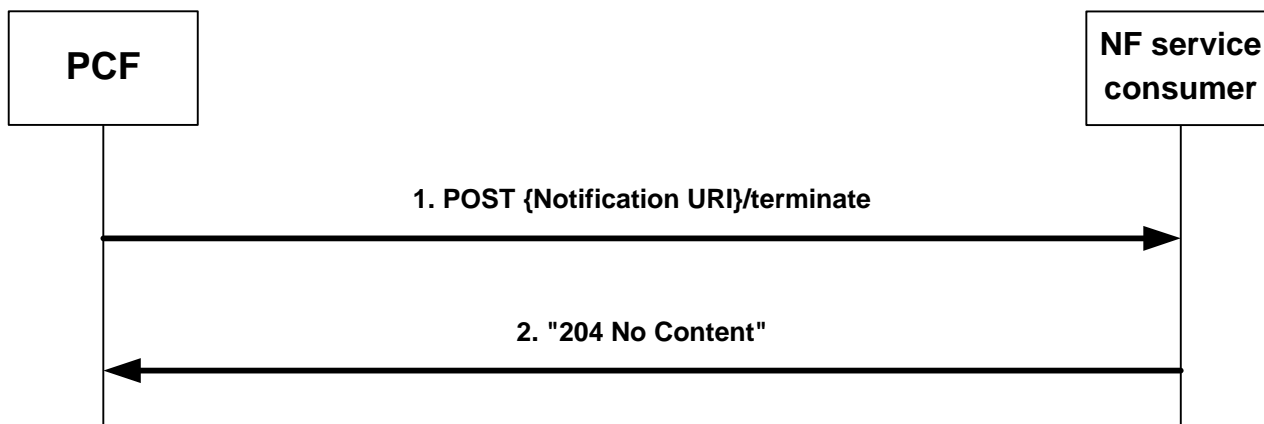 PCF
NF service
consumer
1. POST {Notification URI}/terminate
2. "204 No Content"